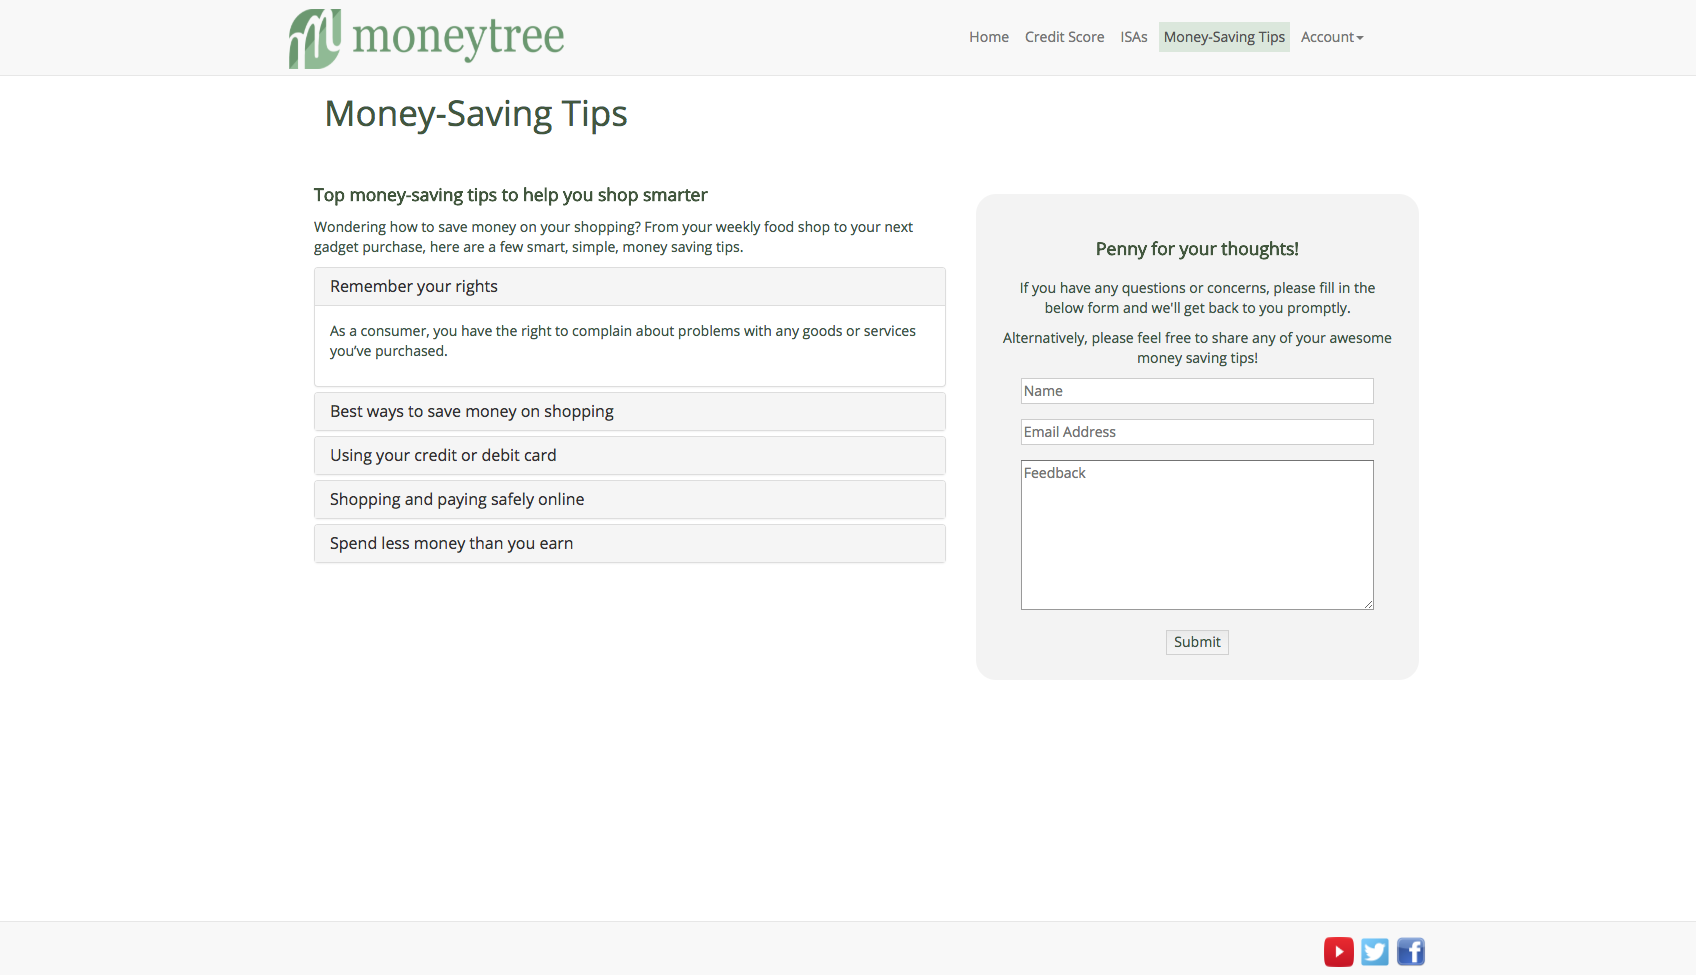 moneytree
Home Credit Score ISAs Money-Saving Tips Account
Money-Saving Tips
Top money-saving tips to help you shop smarter
Wondering how to save money on your shopping? From your weekly food shop to your next
gadget purchase, here are a few smart, simple, money saving tips.
Remember your rights
As a consumer, you have the right to complain about problems with any goods or services
you’ve purchased.
Best ways to save money on shopping
Using your credit or debit card
Shopping and paying safely online
Spend less money than you earn
Penny for your thoughts!
If you have any questions or concerns, please fill in the
below form and we'll get back to you promptly.
Alternatively, please feel free to share any of your awesome
money saving tips!
Name
Email Address
Feedback
Submit